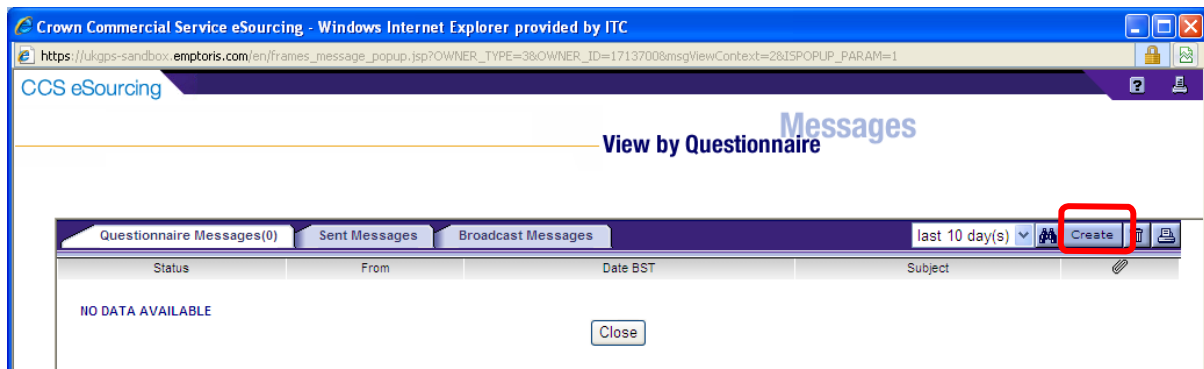 Crown Commercial Service eSourcing - Windows Internet Explorer provided by ITC
https://ukgps-sandbox.emptoris.com/en/frames_message_popup.jsp?OWNER_TYPE=3&OWNER_ID=1713700&msgViewContext=2&ISPOPUP_PARAM=1
CCS eSourcing
Messages
View by Questionnaire
Questionnaire Messages(0) Sent Messages Broadcast Messages last 10 day(s) Create
Status From Date BST Subject
NO DATA AVAILABLE
Close